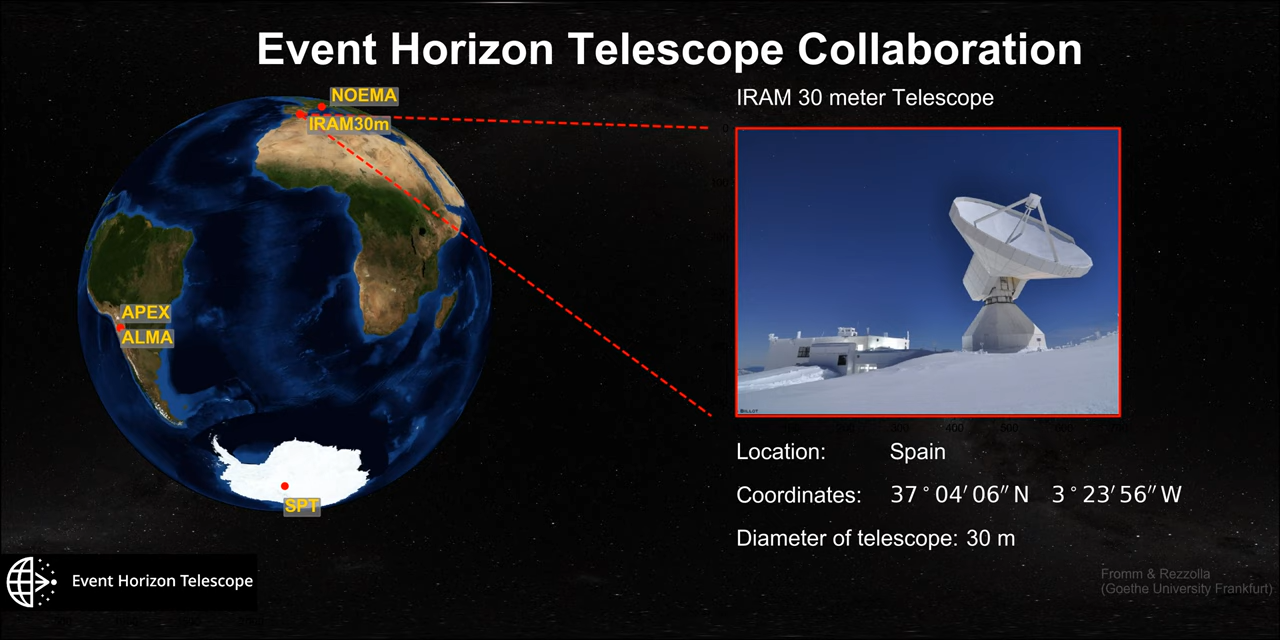 Event Horizon Telescope Collaboration
NOEMA
IRAM30m
APEX
ALMA
SPT
IRAM 30 meter Telescope
BILLOT
Location: Spain
Coordinates: 37°04′06″N 3°23′56″W
Diameter of telescope: 30 m
Event Horizon Telescope
Fromm & Rezzolla
(Goethe University Frankfurt)